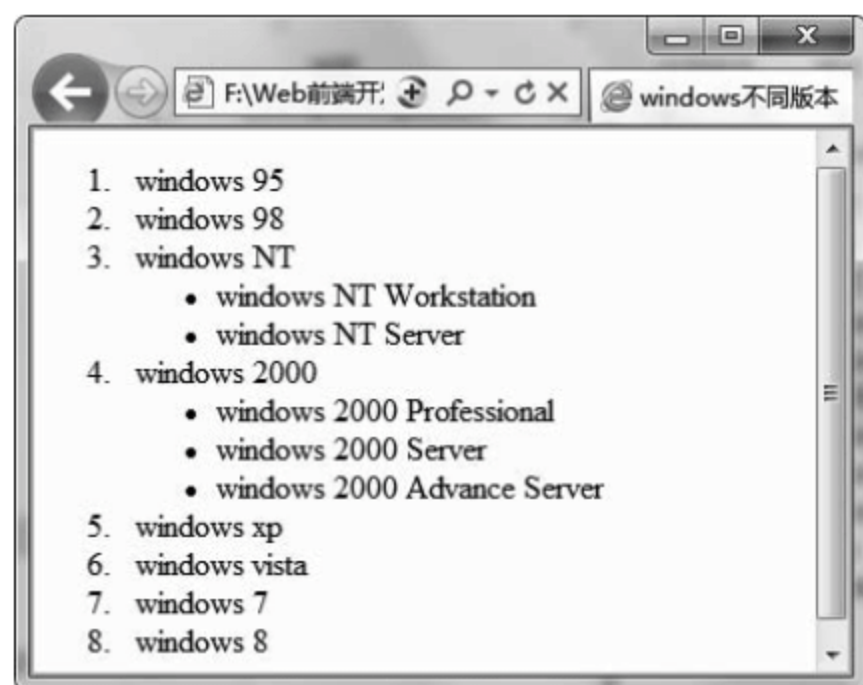 F:\Web前端开
windows不同版本
1. windows 95
2. windows 98
3. windows NT
• windows NT Workstation
• windows NT Server
4. windows 2000
• windows 2000 Professional
• windows 2000 Server
• windows 2000 Advance Server
5. windows xp
6. windows vista
7. windows 7
8. windows 8